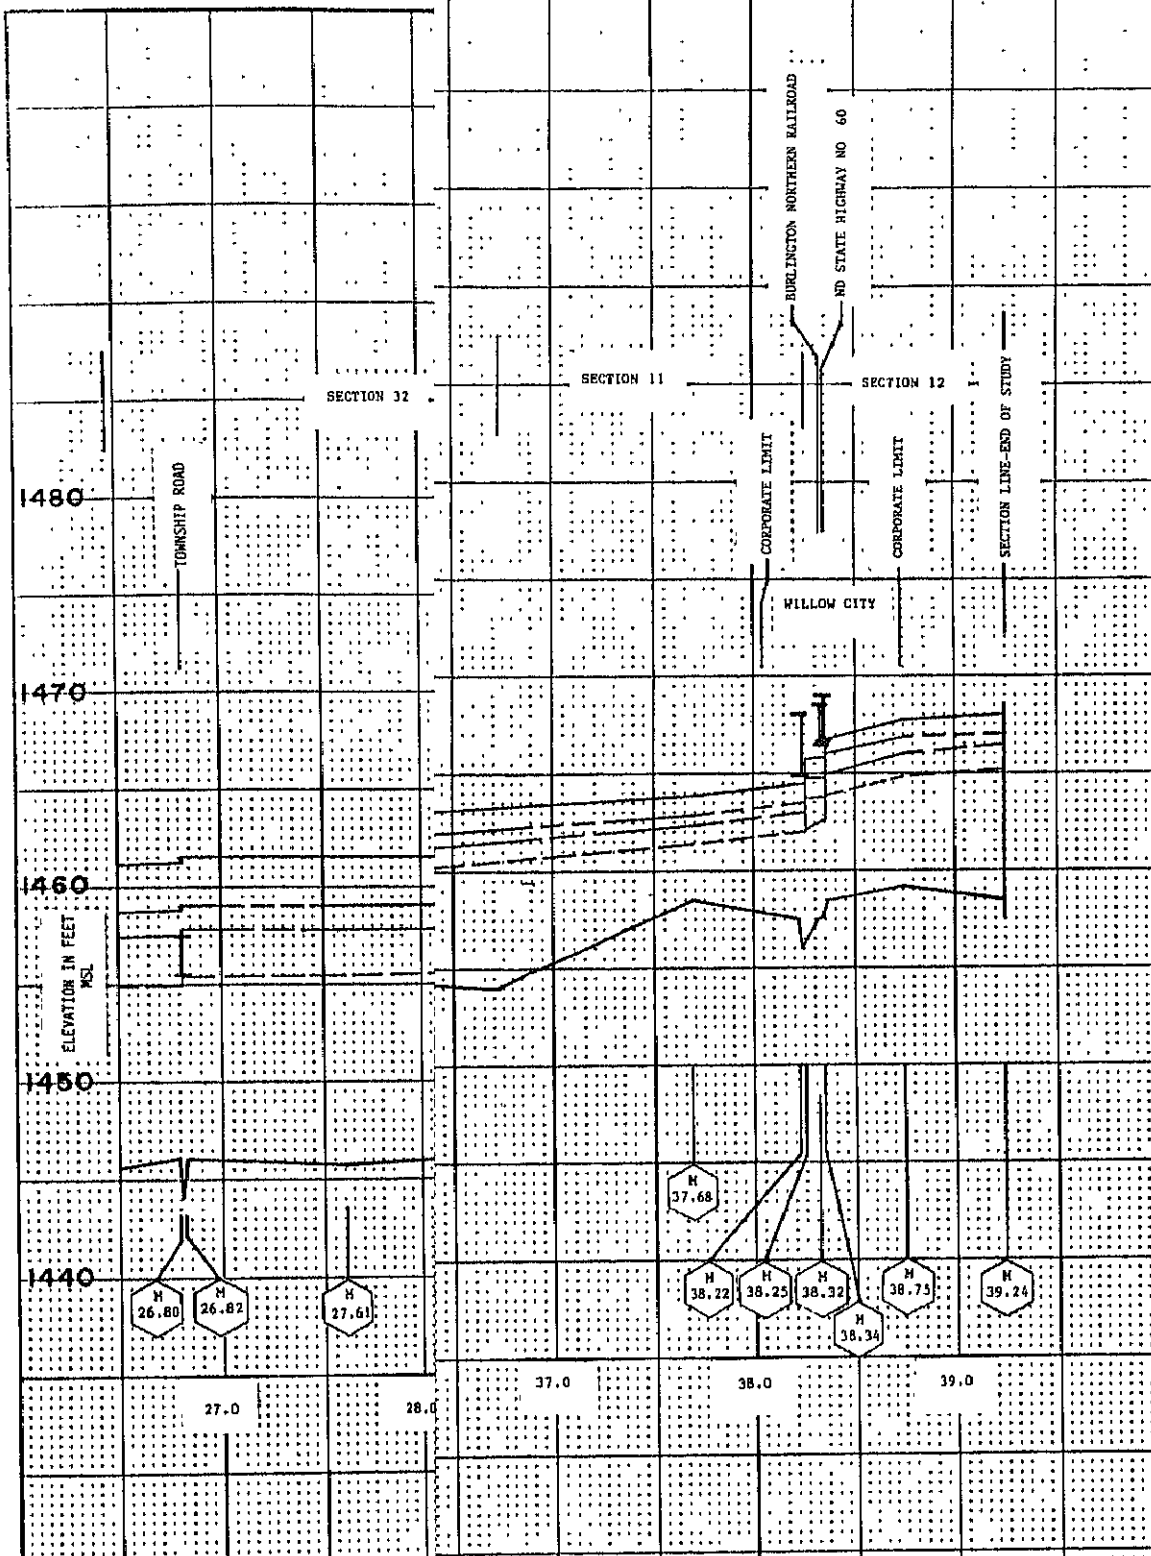 BURLINGTON NORTHERN RAILROAD
ND STATE HIGHWAY NO 60
SECTION 32
SECTION 11
SECTION 12
SECTION LINE-END OF STUDY
CORPORATE LIMIT
CORPORATE LIMIT
TOWNSHIP ROAD
WILLOW CITY
1480
1470
1460
1450
1440
ELEVATION IN FEET
MSL
M
26.80
M
26.82
M
27.61
M
37.68
M
38.22
M
38.25
M
38.32
M
38.34
M
38.75
M
39.24
27.0
28.0
37.0
38.0
39.0